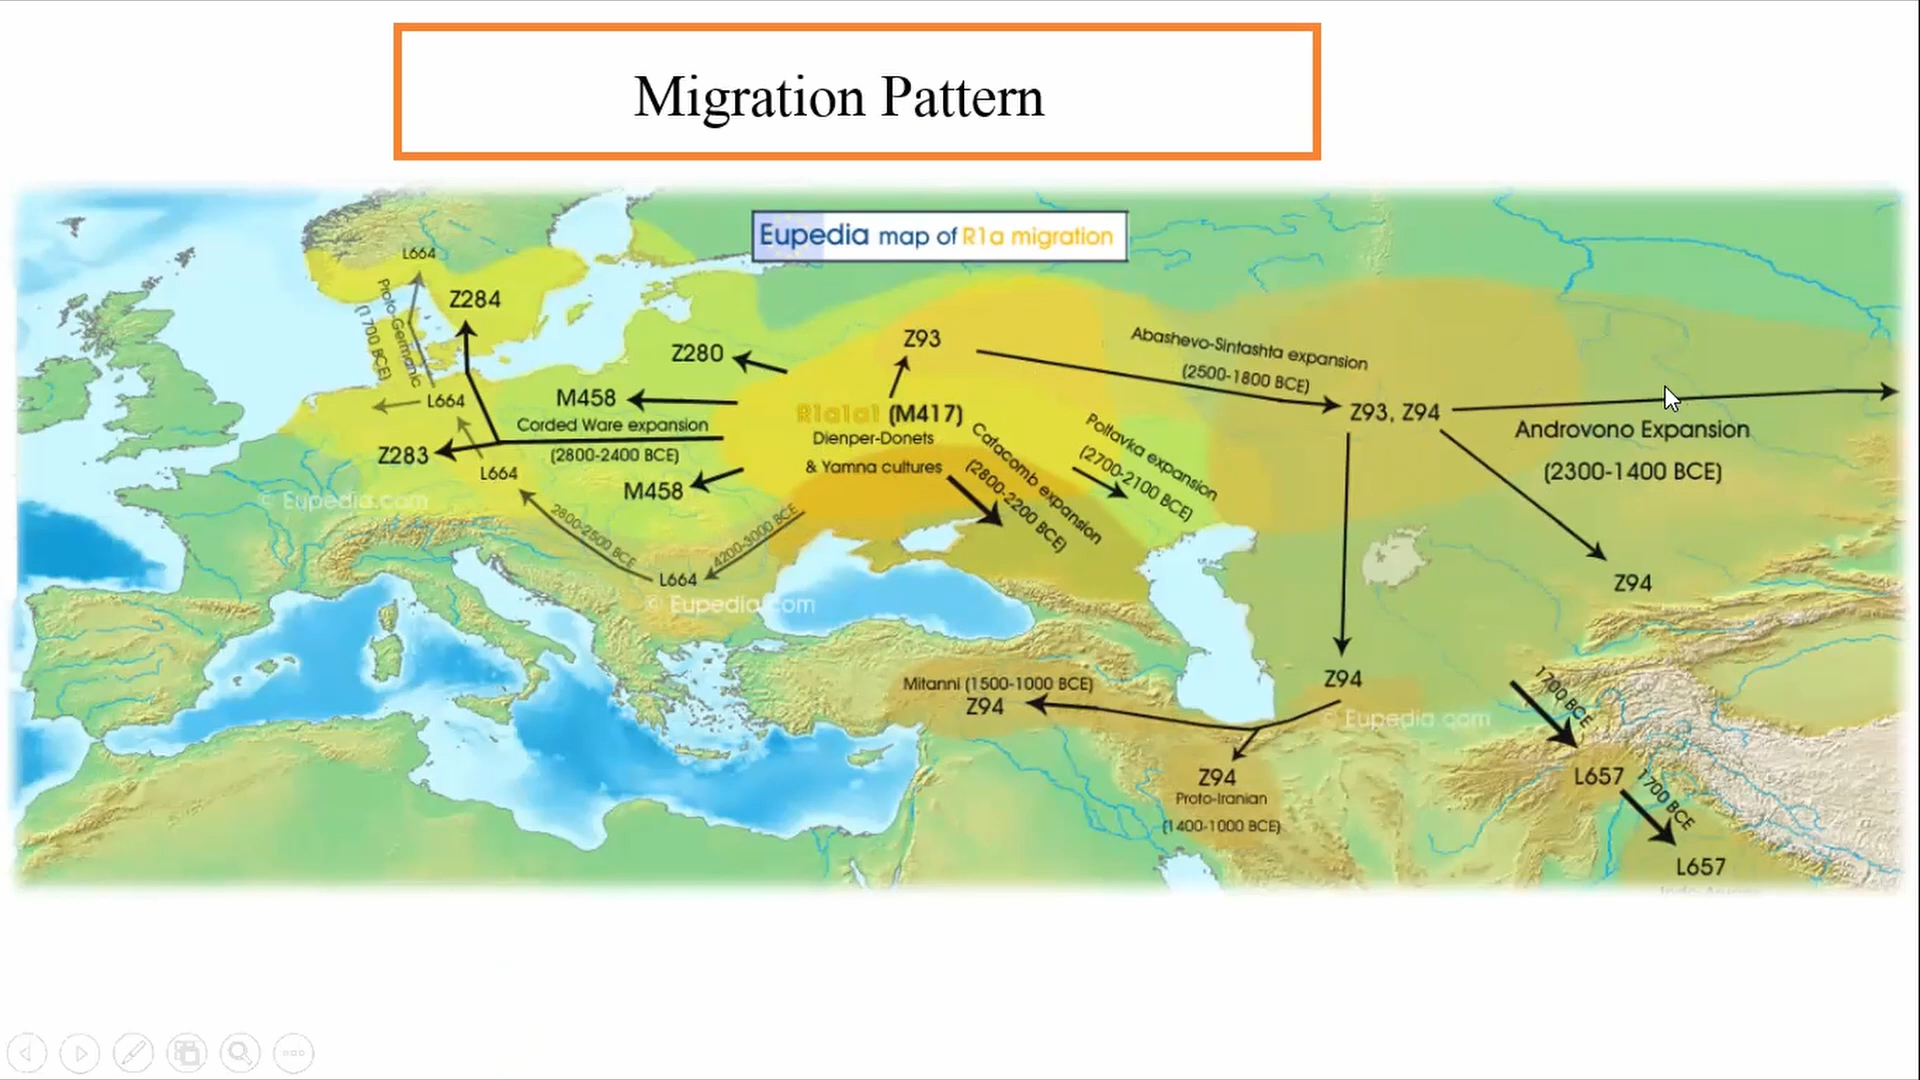 Migration Pattern
Eupedia map of R1a migration
L664
Proto-Germanic
(1700 BCE)
Z284
Z93
Z280
Abashevo-Sintashta expansion
(2500-1800 BCE)
L664
M458
R1a1a1 (M417)
Z93, Z94
Corded Ware expansion
(2800-2400 BCE)
Dienper-Donets
& Yamna cultures
Catacomb expansion
(2800-2200 BCE)
Poltavka expansion
(2700-2100 BCE)
Androvono Expansion
(2300-1400 BCE)
Z283
L664
M458
© Eupedia.com
2800-2500 BCE
4200-3000 BCE
L664
Z94
© Eupedia.com
Mitanni (1500-1000 BCE)
Z94
Z94
© Eupedia.com
1700 BCE
Z94
Proto-Iranian
(1400-1000 BCE)
L657
1700 BCE
L657